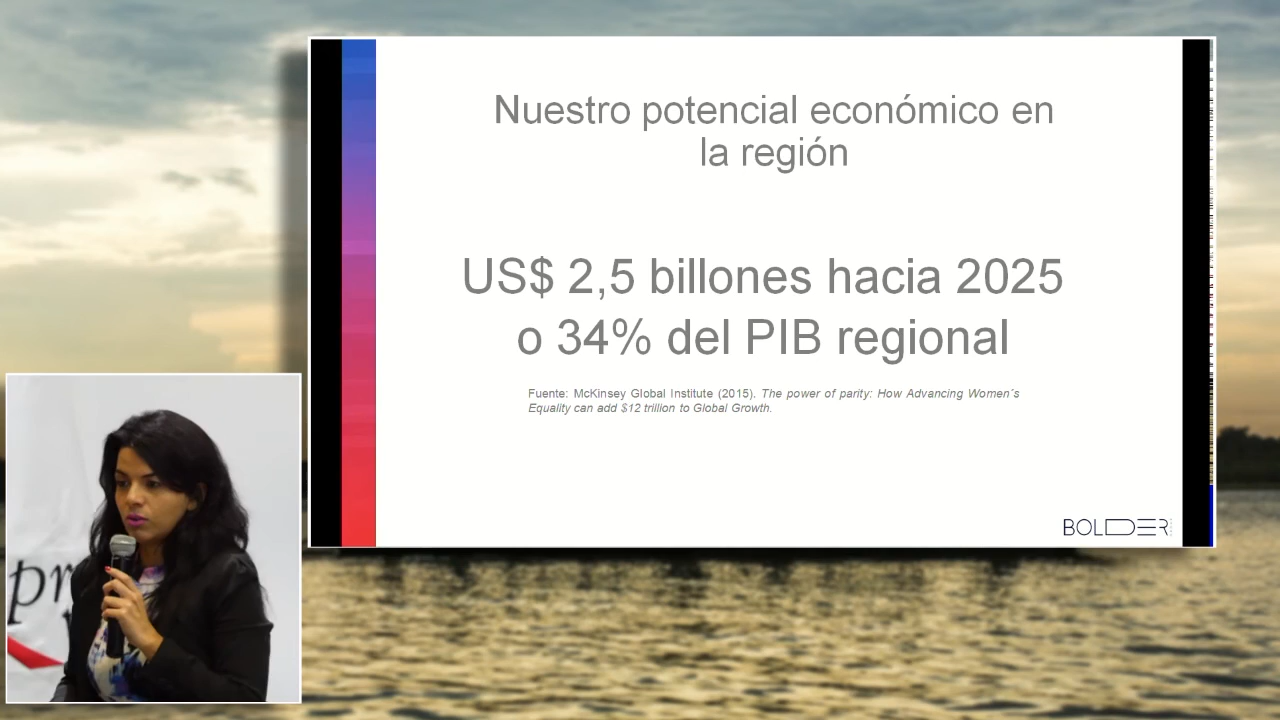 Nuestro potencial económico en
la región
US$ 2,5 billones hacia 2025
o 34% del PIB regional
Fuente: McKinsey Global Institute (2015). The power of parity: How Advancing Women´s
Equality can add $12 trillion to Global Growth.
BOLDER
pr